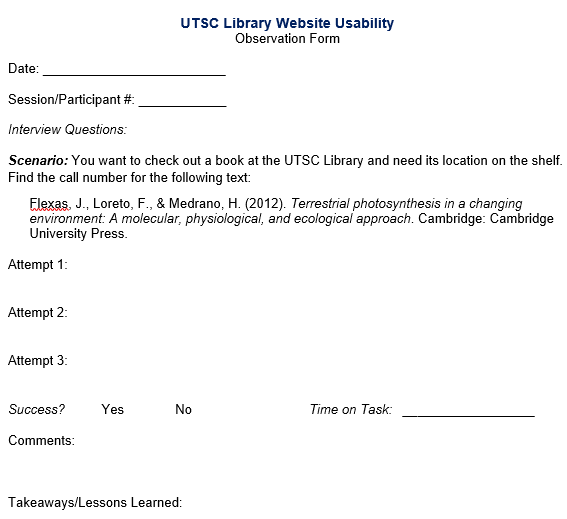 UTSC Library Website Usability
Observation Form
Date: ________________________
Session/Participant #: ____________
Interview Questions:
Scenario: You want to check out a book at the UTSC Library and need its location on the shelf.
Find the call number for the following text:
Flexas, J., Loreto, F., & Medrano, H. (2012). Terrestrial photosynthesis in a changing
environment: A molecular, physiological, and ecological approach. Cambridge: Cambridge
University Press.
Attempt 1:
Attempt 2:
Attempt 3:
Success? Yes No Time on Task: __________________
Comments:
Takeaways/Lessons Learned: